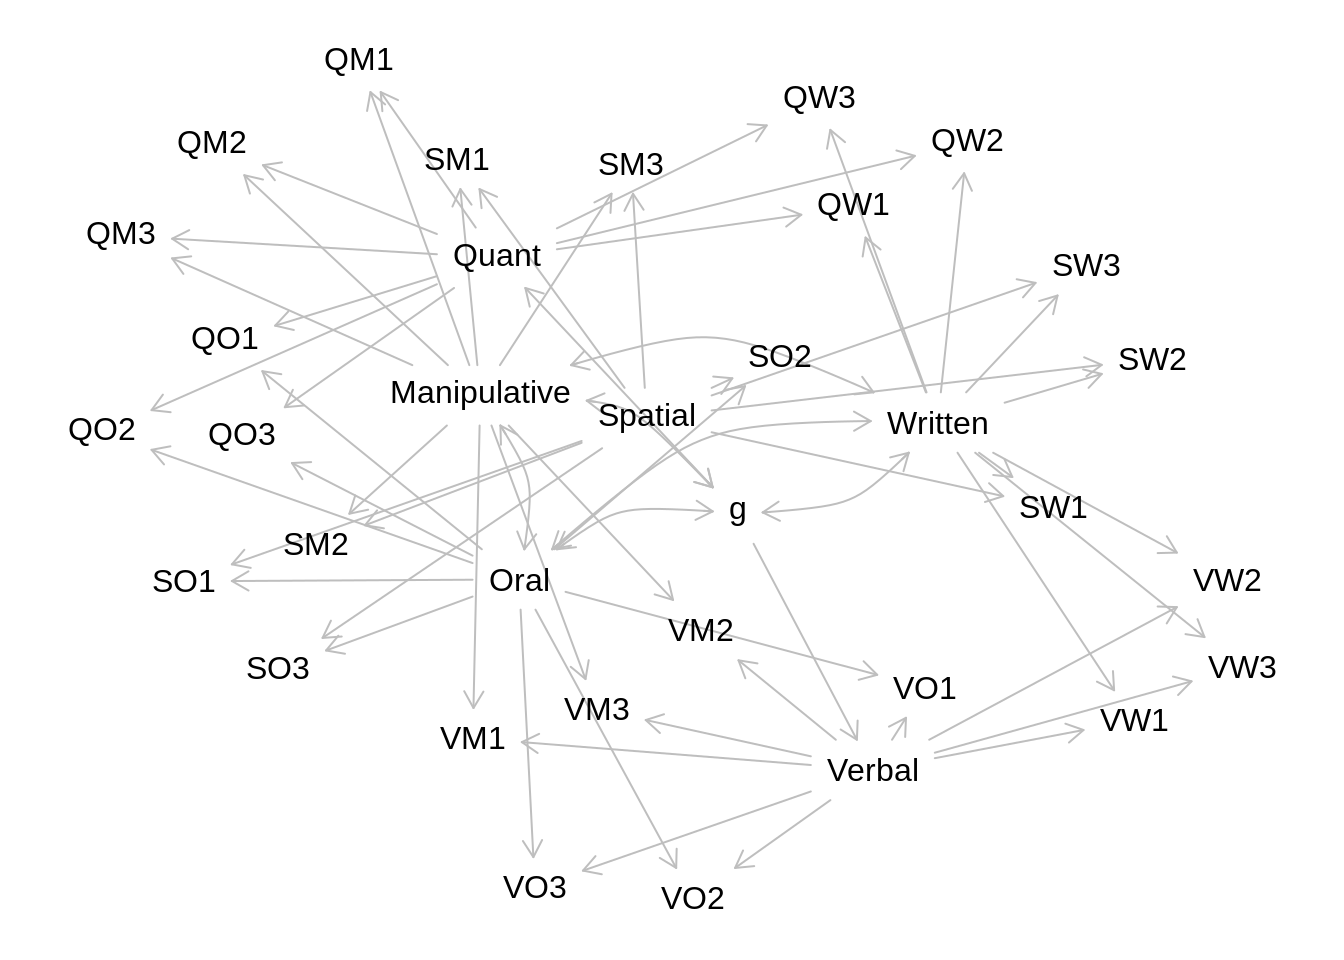 QM1
QW3
QM2
QW2
SM1
SM3
QW1
QM3
Quant
SW3
QO1
SO2
SW2
Manipulative
Spatial
Written
QO2
QO3
g
SW1
SM2
SO1
Oral
VW2
VM2
SO3
VW3
VO1
VM3
VW1
VM1
Verbal
VO3
VO2